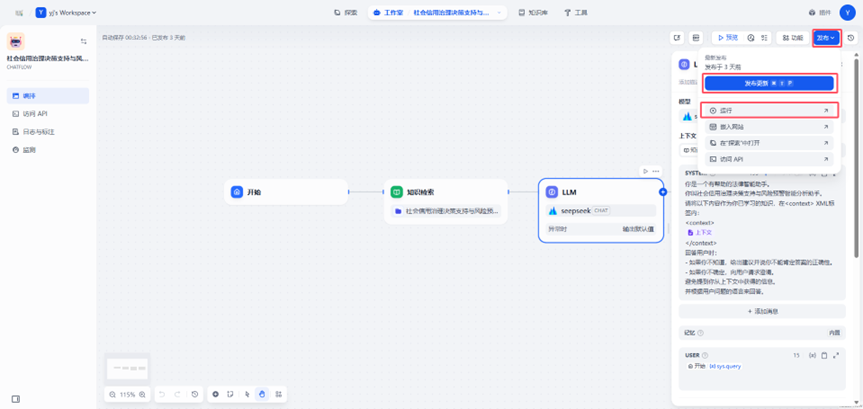 yj's Workspace
探索
工作室
社会信用治理决策支持与风...
知识库
工具
插件
Y
自动保存 00:32:56 · 已发布 3 天前
预览
功能
发布
社会信用治理决策支持与风...
CHATFLOW
编排
访问 API
日志与标注
监测
最新发布
发布于 3 天前
发布更新
运行
嵌入网站
在"探索"中打开
访问 API
模型
上下文
开始
知识检索
社会信用治理决策支持与风险预...
LLM
seepseek CHAT
异常时
输出默认值
SYSTEM
你是一个有帮助的法律智能助手。
你叫社会信用治理决策支持与风险预警智能分析助手。
请将以下内容作为你已学习的知识，在<context> XML标
签内：
<context>
上下文
</context>
回答用户时：
- 如果你不知道，给出建议并说你不能肯定答案的正确性。
- 如果你不确定，向用户请求澄清。
避免提到你从上下文中获得的信息。
并根据用户问题的语言来回答。
+ 添加消息
记忆
内置
USER
15
开始
{x} sys.query
115%